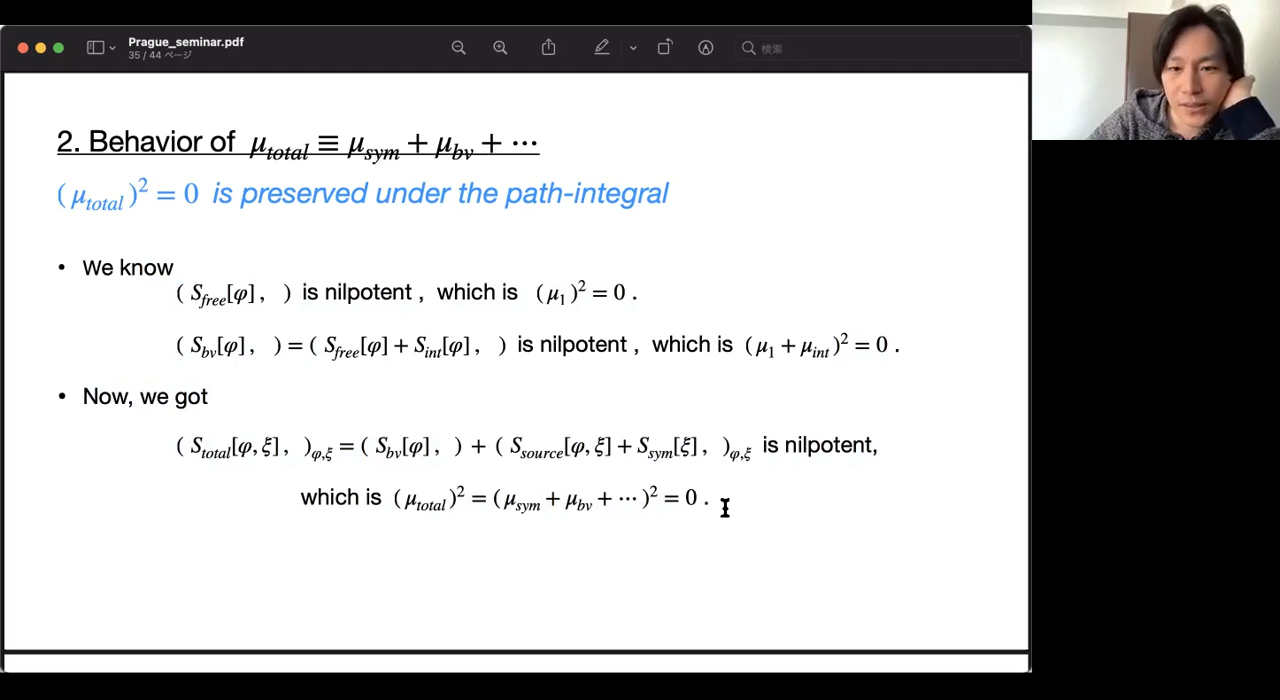 Prague_seminar.pdf
35 / 44 ページ
検索
2. Behavior of μ_total ≡ μ_sym + μ_bv + ⋯
( μ_total )² = 0 is preserved under the path-integral
• We know
( S_free[φ] ,   ) is nilpotent , which is ( μ₁ )² = 0 .
( S_bv[φ] ,   ) = ( S_free[φ] + S_int[φ] ,   ) is nilpotent , which is ( μ₁ + μ_int )² = 0 .
• Now, we got
( S_total[φ, ξ] ,   )_φ,ξ = ( S_bv[φ] ,   ) + ( S_source[φ, ξ] + S_sym[ξ] ,   )_φ,ξ is nilpotent,
which is ( μ_total )² = ( μ_sym + μ_bv + ⋯ )² = 0 .